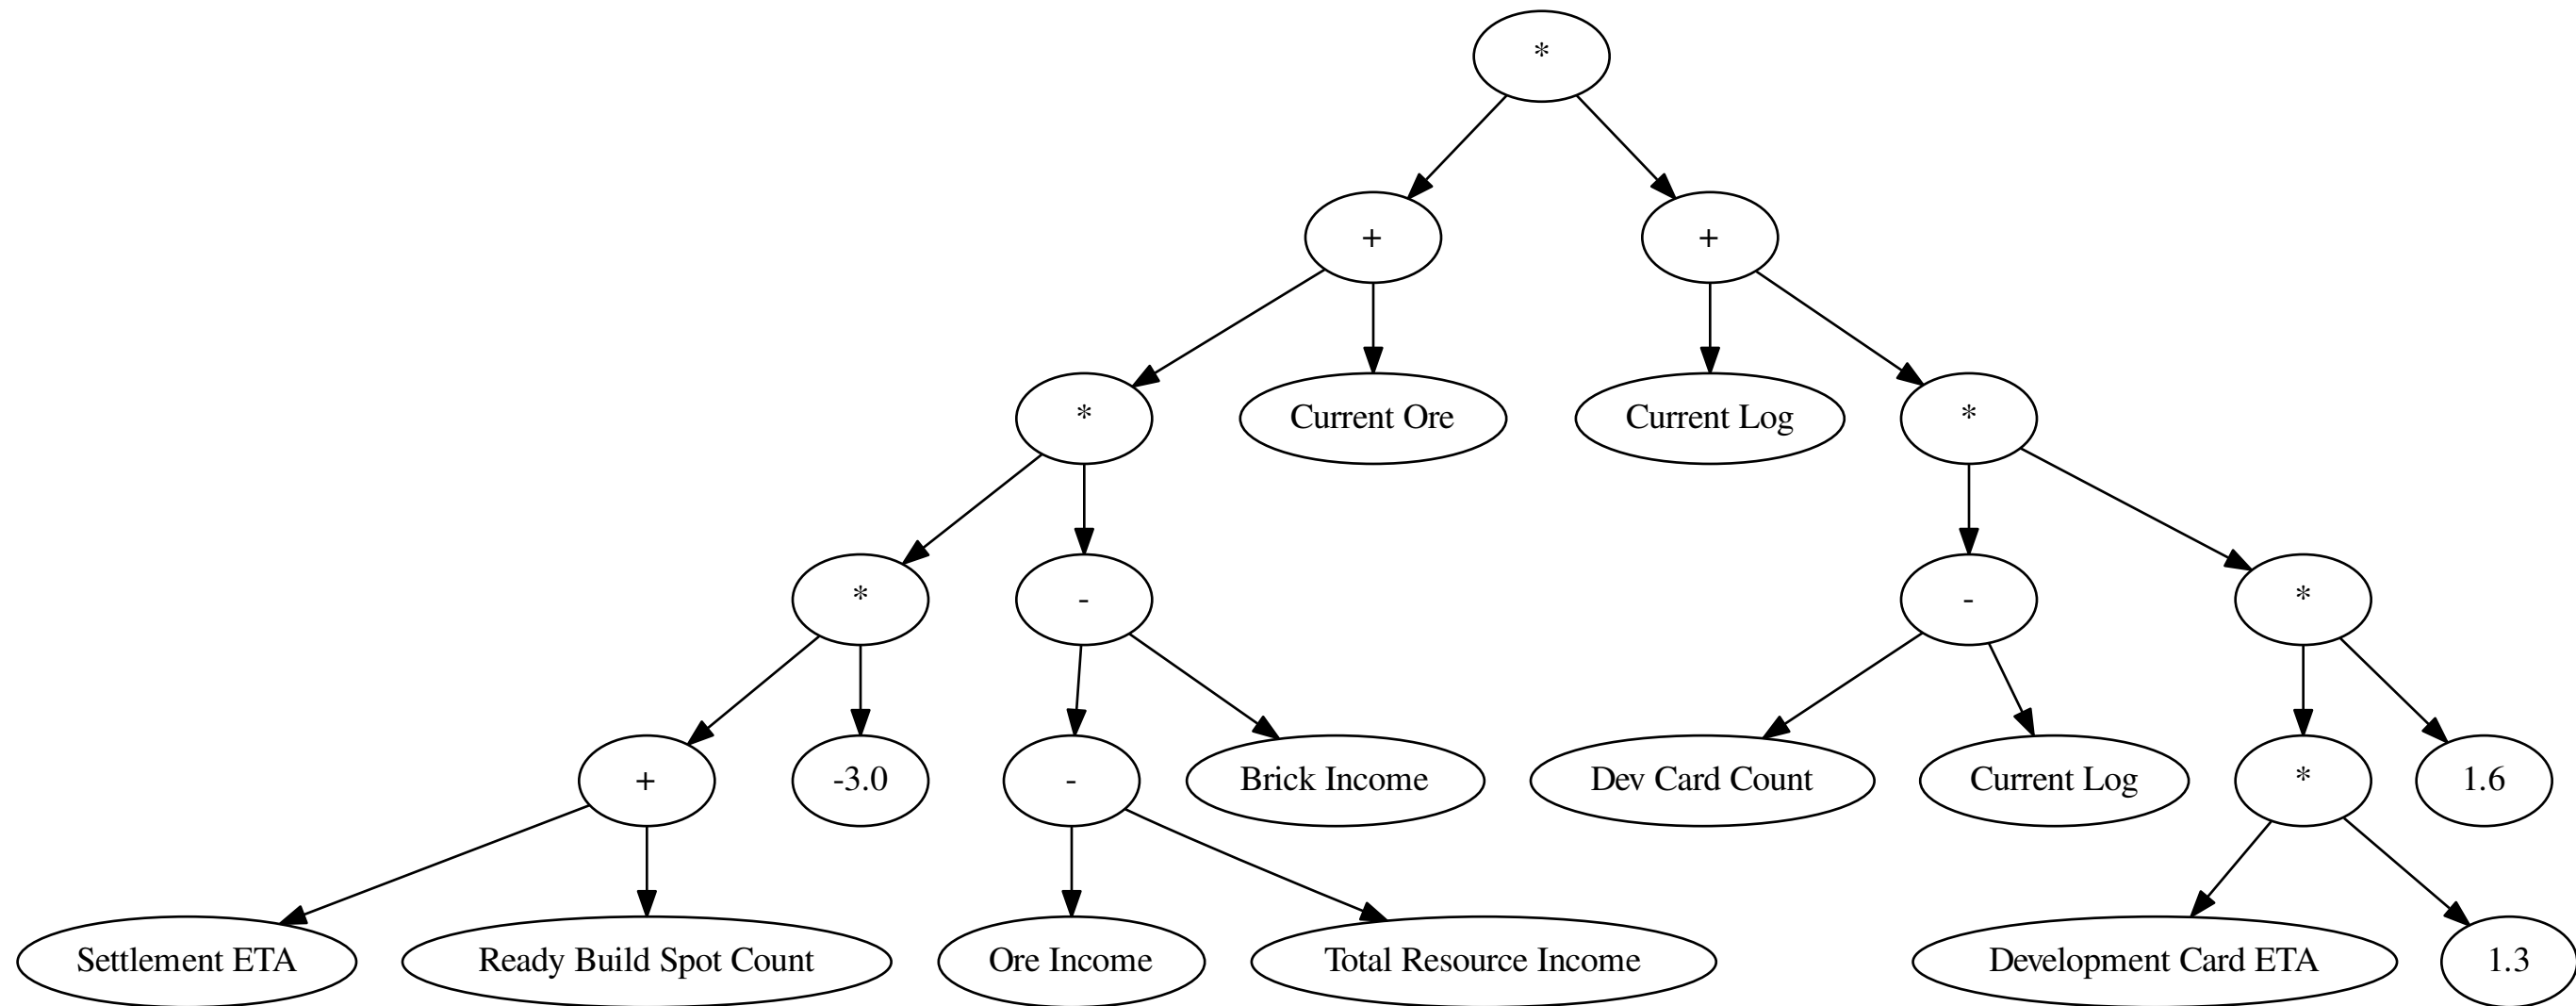 *
+
+
*
Current Ore
Current Log
*
*
-
-
*
+
-3.0
-
Brick Income
Dev Card Count
Current Log
*
1.6
Settlement ETA
Ready Build Spot Count
Ore Income
Total Resource Income
Development Card ETA
1.3